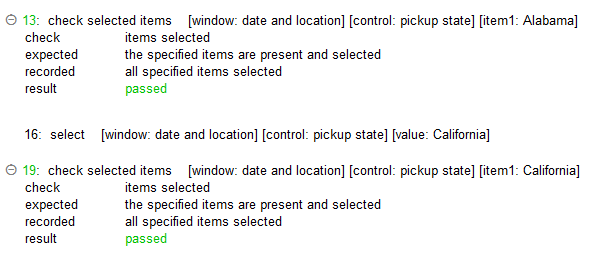 13: check selected items [window: date and location] [control: pickup state] [item1: Alabama]
check items selected
expected the specified items are present and selected
recorded all specified items selected
result passed
16: select [window: date and location] [control: pickup state] [value: California]
19: check selected items [window: date and location] [control: pickup state] [item1: California]
check items selected
expected the specified items are present and selected
recorded all specified items selected
result passed